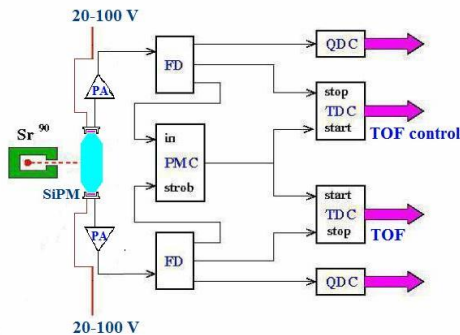 20-100 V
QDC
FD
PA
stop
TDC
start
TOF control
Sr 90
in
PMC
strob
SiPM
start
TDC
stop
TOF
PA
FD
QDC
20-100 V